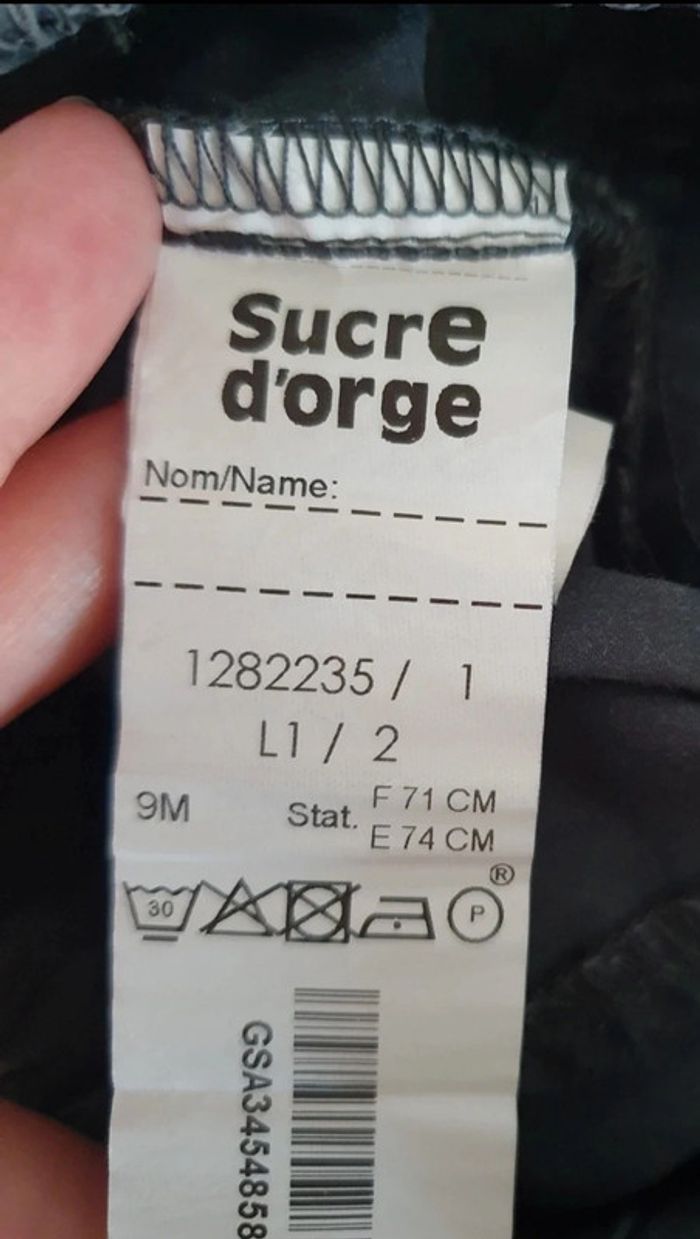 Sucre
d'orge
Nom/Name:
1282235 / 1
L1 / 2
9M Stat. F 71 CM
E 74 CM
®
30 P
GSA3454858